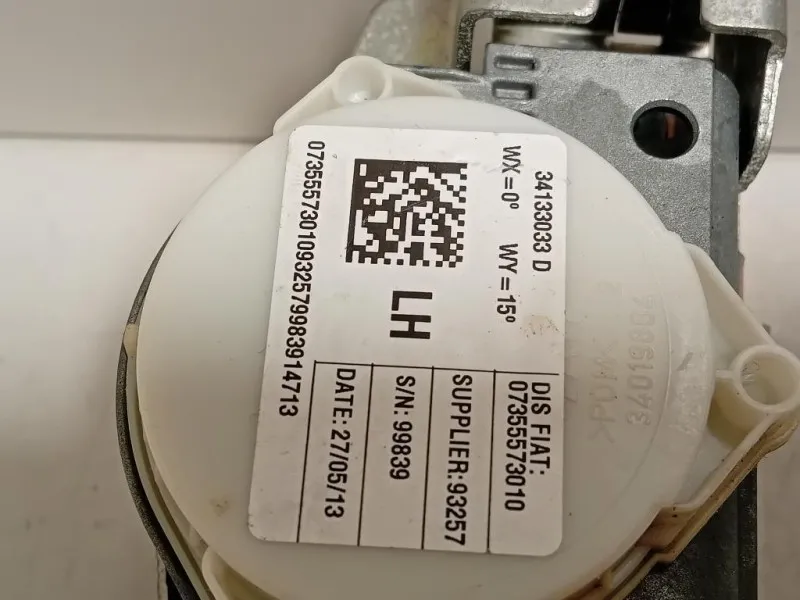 34133033 D
WX=0° WY=15°
LH
DIS FIAT:
07355573010
SUPPLIER:93257
S/N: 99839
DATE: 27/05/13
07355573010932579983914713